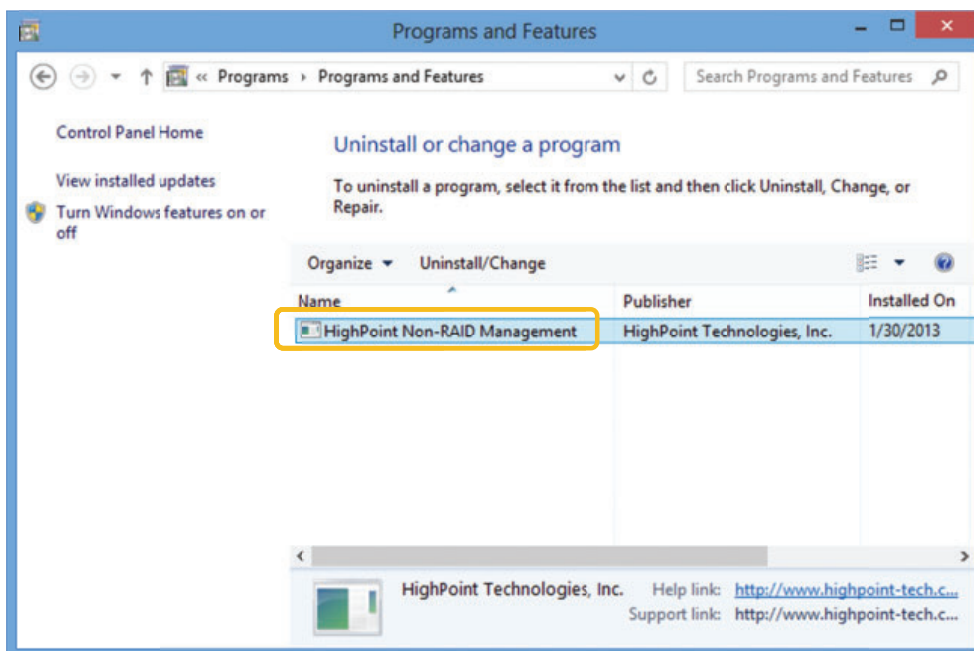 Programs and Features
« Programs › Programs and Features
Search Programs and Features
Control Panel Home
View installed updates
Turn Windows features on or
off
Uninstall or change a program
To uninstall a program, select it from the list and then click Uninstall, Change, or
Repair.
Organize Uninstall/Change
Name Publisher Installed On
HighPoint Non-RAID Management HighPoint Technologies, Inc. 1/30/2013
HighPoint Technologies, Inc. Help link: http://www.highpoint-tech.c...
Support link: http://www.highpoint-tech.c...